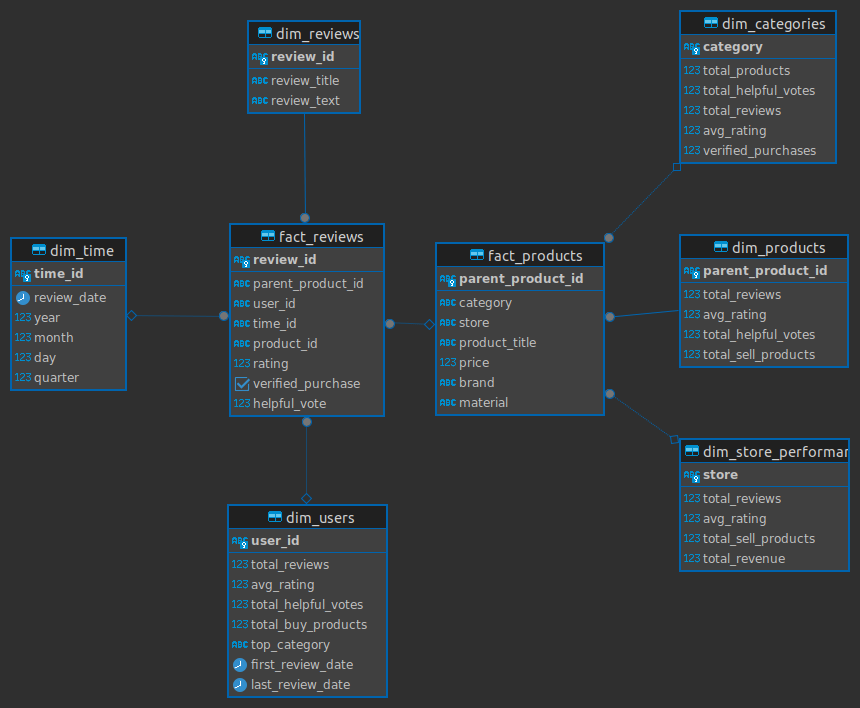 dim_reviews
ABC review_id
ABC review_title
ABC review_text
dim_categories
ABC category
123 total_products
123 total_helpful_votes
123 total_reviews
123 avg_rating
123 verified_purchases
dim_time
ABC time_id
review_date
123 year
123 month
123 day
123 quarter
fact_reviews
ABC review_id
ABC parent_product_id
ABC user_id
ABC time_id
ABC product_id
123 rating
verified_purchase
123 helpful_vote
fact_products
ABC parent_product_id
ABC category
ABC store
ABC product_title
123 price
ABC brand
ABC material
dim_products
ABC parent_product_id
123 total_reviews
123 avg_rating
123 total_helpful_votes
123 total_sell_products
dim_store_performar
ABC store
123 total_reviews
123 avg_rating
123 total_sell_products
123 total_revenue
dim_users
ABC user_id
123 total_reviews
123 avg_rating
123 total_helpful_votes
123 total_buy_products
ABC top_category
first_review_date
last_review_date